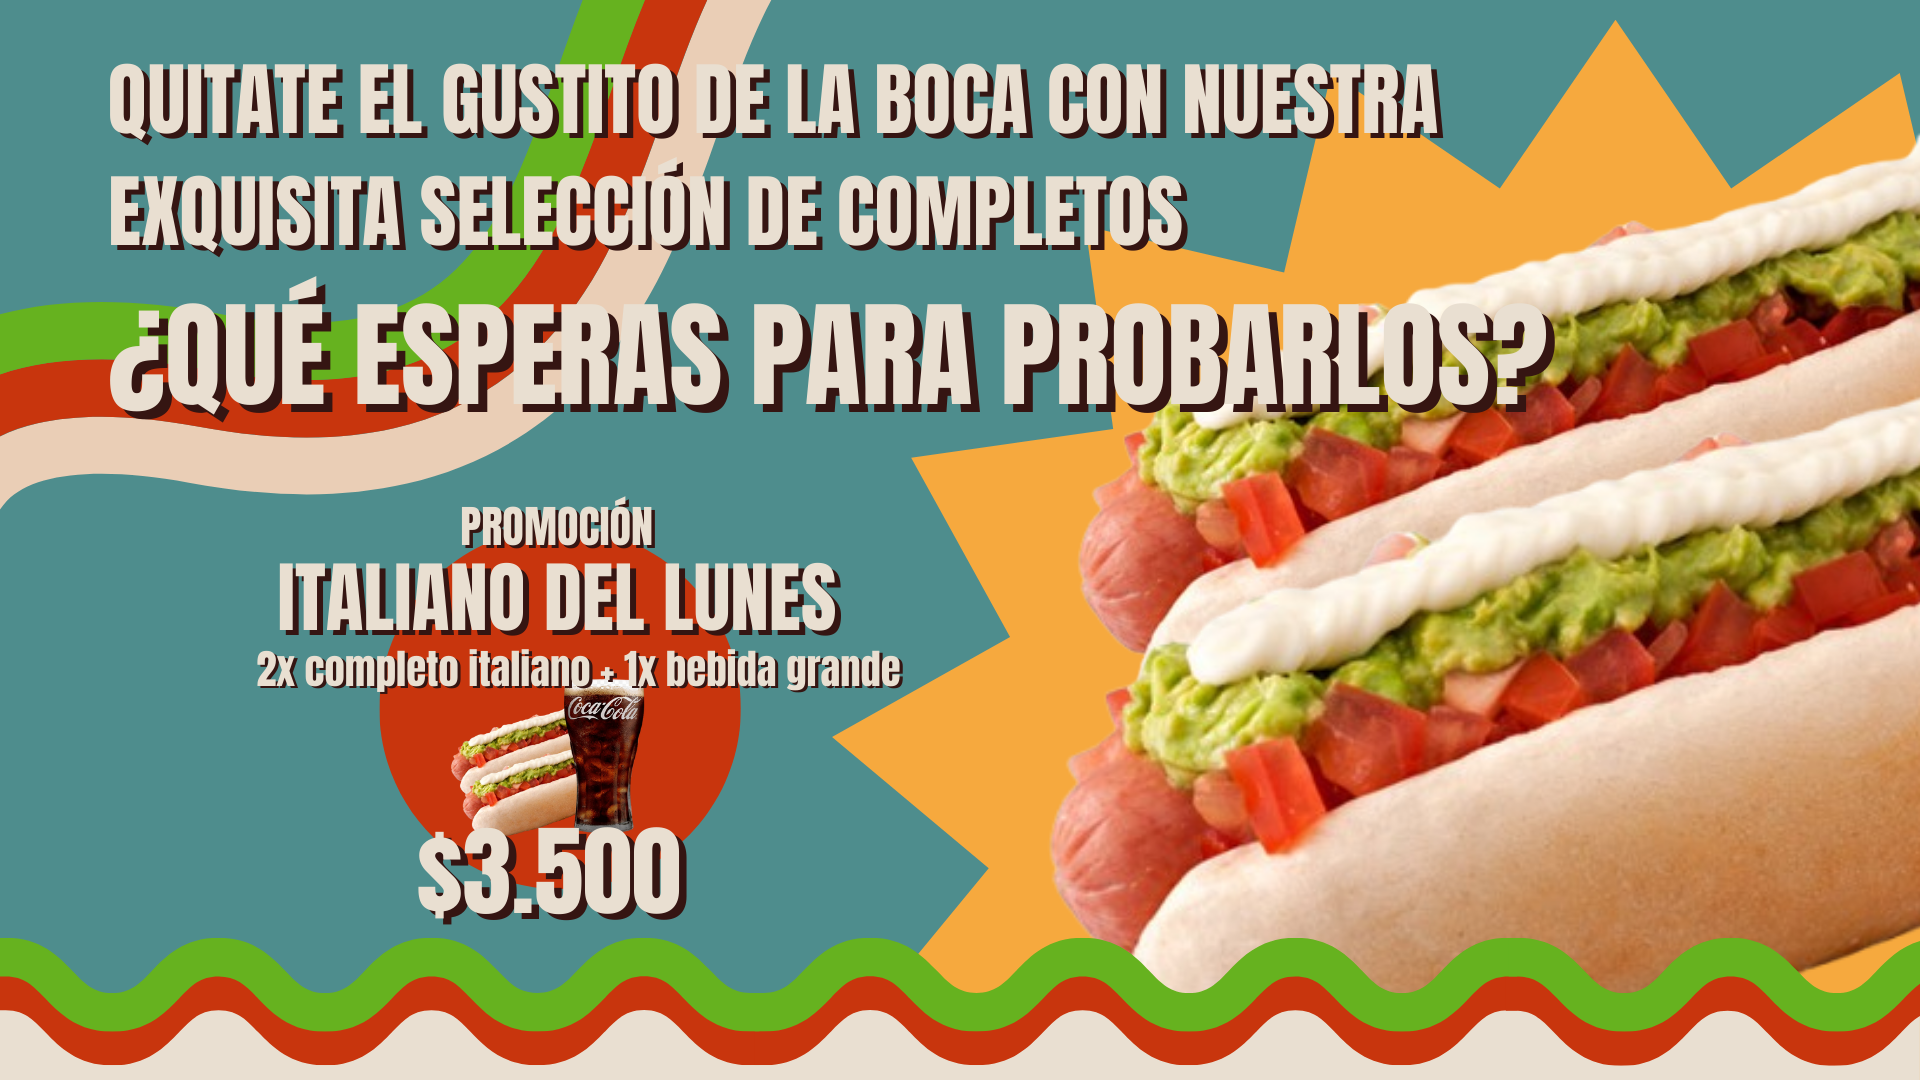 QUITATE EL GUSTITO DE LA BOCA CON NUESTRA
EXQUISITA SELECCIÓN DE COMPLETOS
¿QUÉ ESPERAS PARA PROBARLOS?
PROMOCIÓN
ITALIANO DEL LUNES
2x completo italiano + 1x bebida grande
Coca-Cola
$3.500